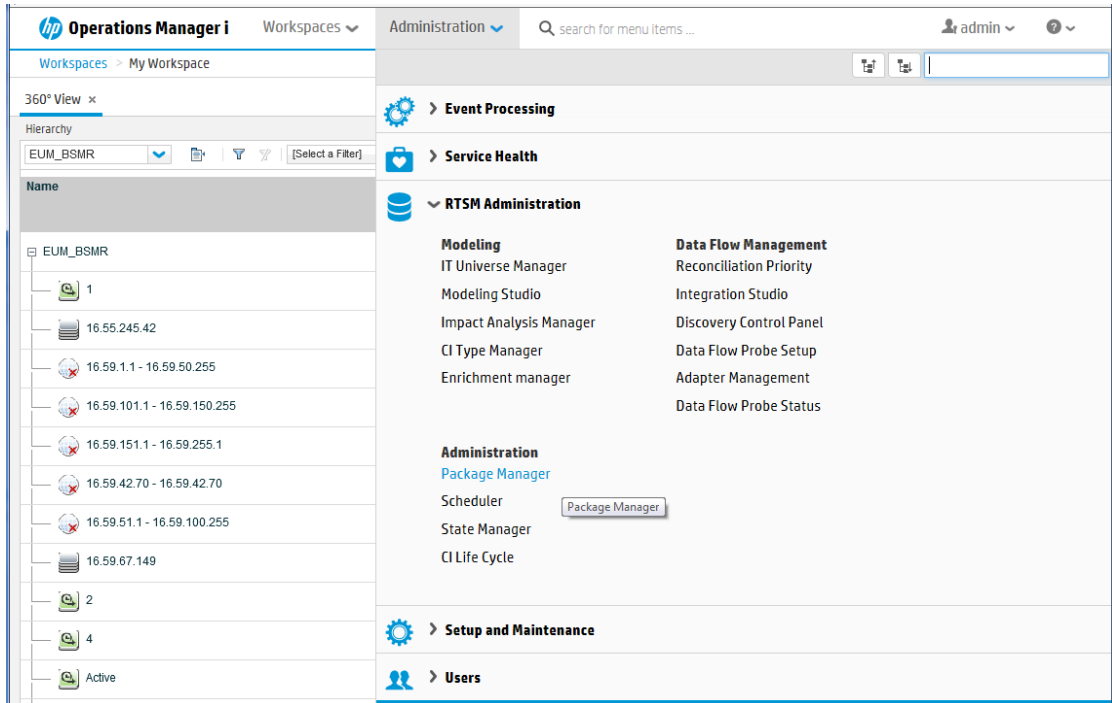 hp Operations Manager i Workspaces Administration search for menu items ... admin ?
Workspaces > My Workspace
360° View ×
Hierarchy
EUM_BSMR [Select a Filter]
Name
EUM_BSMR
1
16.55.245.42
16.59.1.1 - 16.59.50.255
16.59.101.1 - 16.59.150.255
16.59.151.1 - 16.59.255.1
16.59.42.70 - 16.59.42.70
16.59.51.1 - 16.59.100.255
16.59.67.149
2
4
Active
Event Processing
Service Health
RTSM Administration
Modeling
IT Universe Manager
Modeling Studio
Impact Analysis Manager
CI Type Manager
Enrichment manager
Data Flow Management
Reconciliation Priority
Integration Studio
Discovery Control Panel
Data Flow Probe Setup
Adapter Management
Data Flow Probe Status
Administration
Package Manager
Scheduler
Package Manager
State Manager
CI Life Cycle
Setup and Maintenance
Users